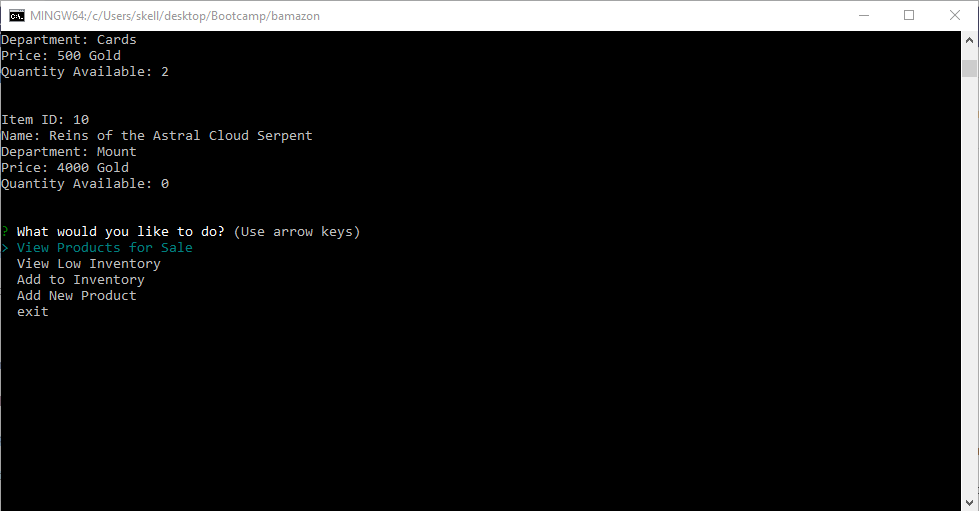 MINGW64:/c/Users/skell/desktop/Bootcamp/bamazon
Department: Cards
Price: 500 Gold
Quantity Available: 2
Item ID: 10
Name: Reins of the Astral Cloud Serpent
Department: Mount
Price: 4000 Gold
Quantity Available: 0
? What would you like to do? (Use arrow keys)
> View Products for Sale
View Low Inventory
Add to Inventory
Add New Product
exit